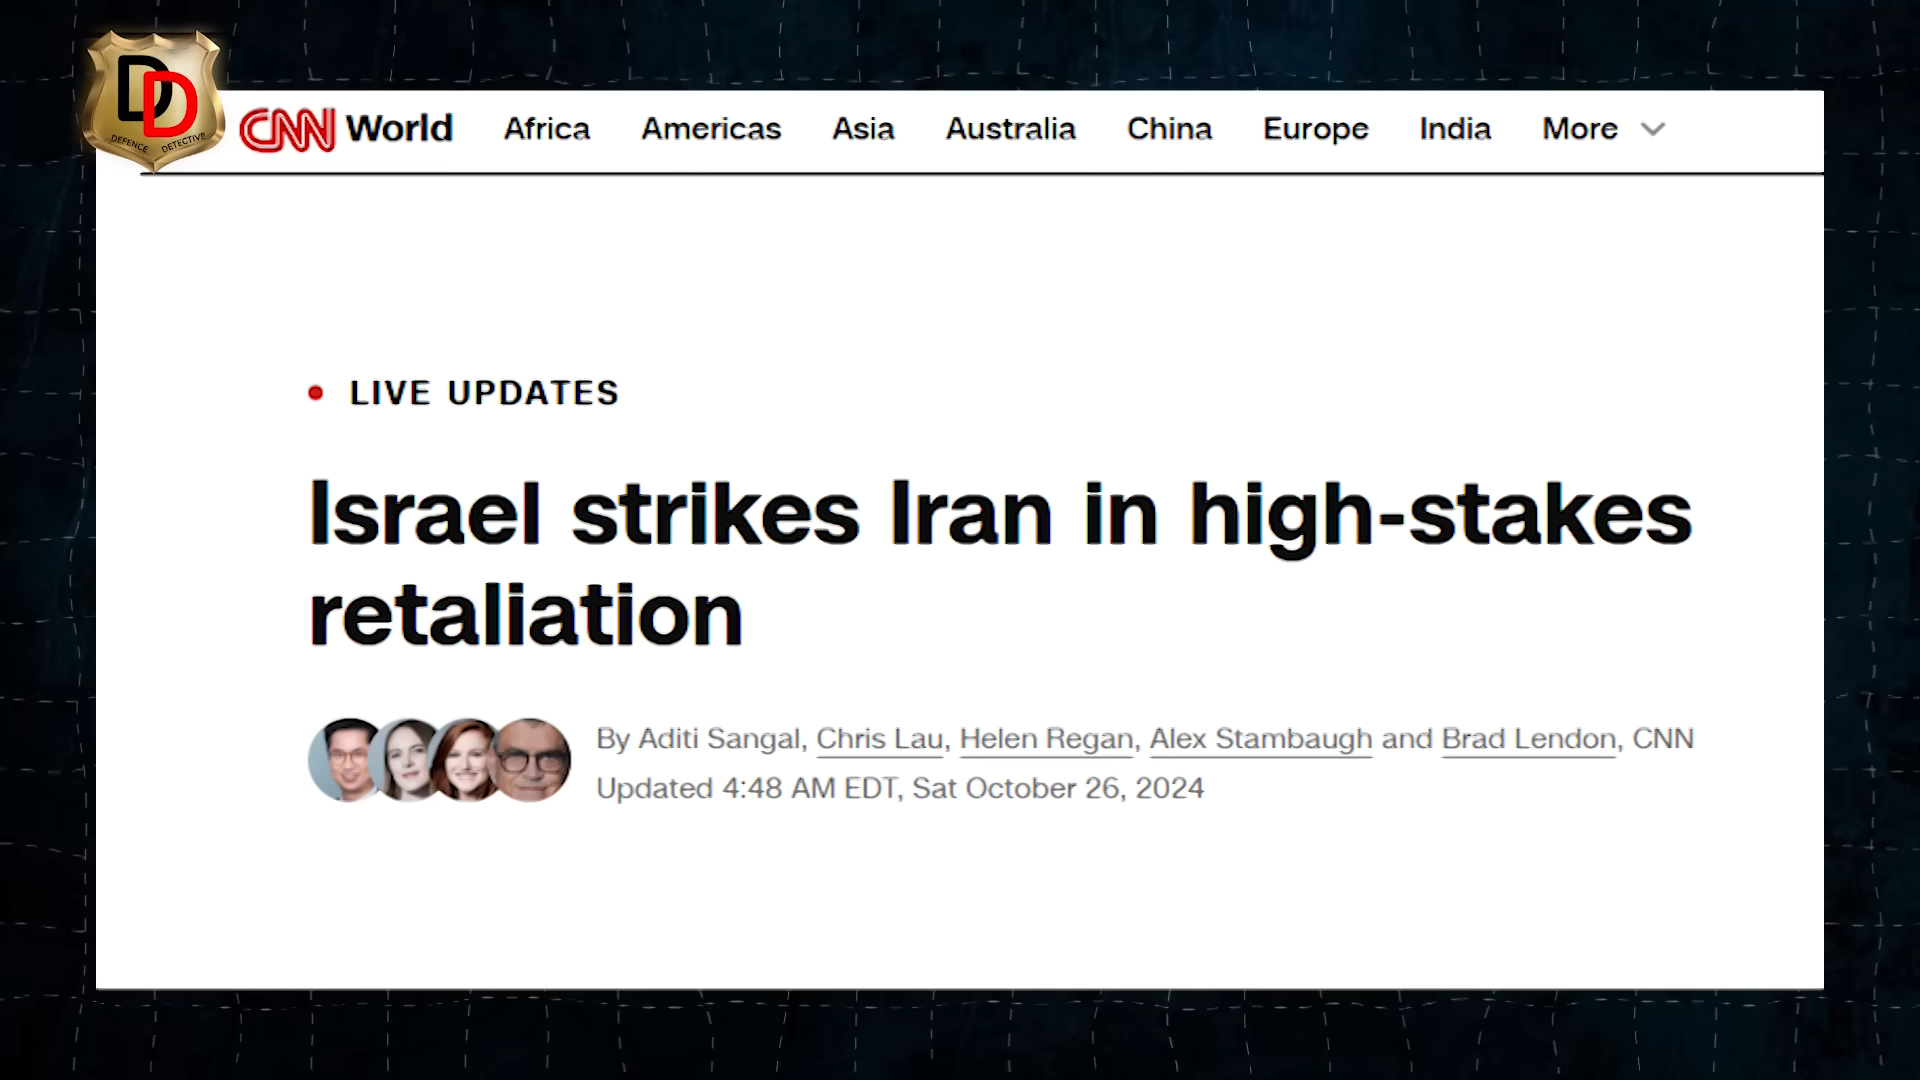 DD
DEFENCE DETECTIVE
CNN World Africa Americas Asia Australia China Europe India More
LIVE UPDATES
Israel strikes Iran in high-stakes
retaliation
By Aditi Sangal, Chris Lau, Helen Regan, Alex Stambaugh and Brad Lendon, CNN
Updated 4:48 AM EDT, Sat October 26, 2024